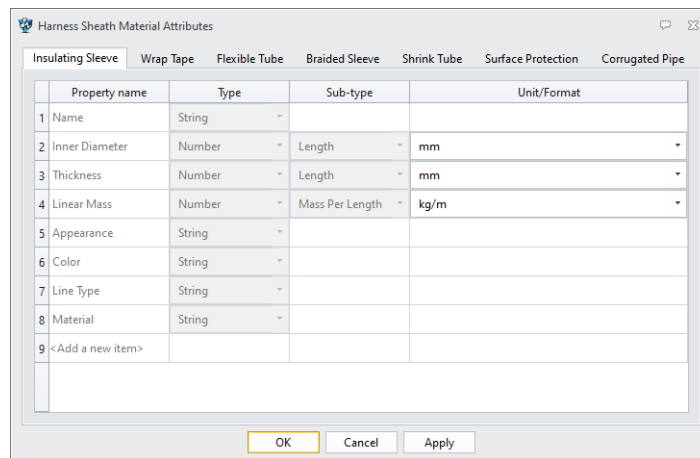 Harness Sheath Material Attributes
Insulating Sleeve Wrap Tape Flexible Tube Braided Sleeve Shrink Tube Surface Protection Corrugated Pipe
Property name Type Sub-type Unit/Format
1 Name String
2 Inner Diameter Number Length mm
3 Thickness Number Length mm
4 Linear Mass Number Mass Per Length kg/m
5 Appearance String
6 Color String
7 Line Type String
8 Material String
9 <Add a new item>
OK Cancel Apply